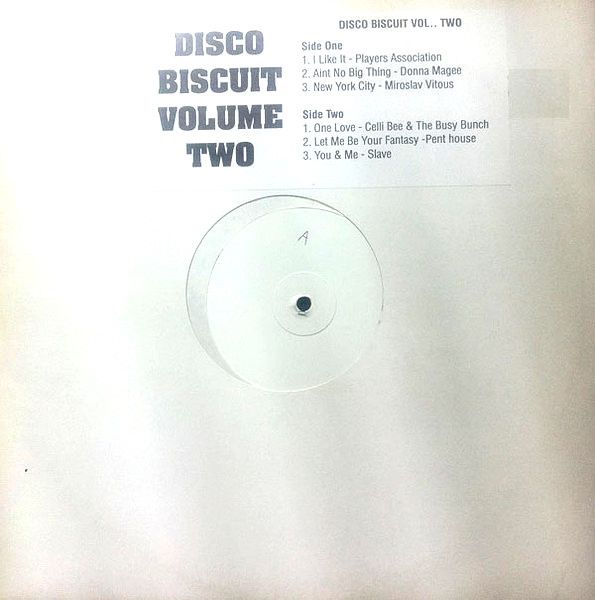 DISCO
BISCUIT
VOLUME
TWO
DISCO BISCUIT VOL.. TWO
Side One
1. I Like It - Players Association
2. Aint No Big Thing - Donna Magee
3. New York City - Miroslav Vitous
Side Two
1. One Love - Celli Bee & The Busy Bunch
2. Let Me Be Your Fantasy -Pent house
3. You & Me - Slave
A